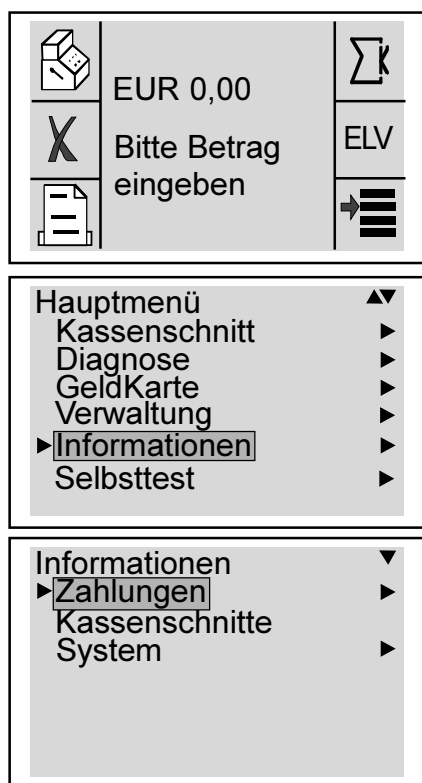 EUR 0,00
Bitte Betrag
eingeben
ELV
Hauptmenü
Kassenschnitt
Diagnose
GeldKarte
Verwaltung
Informationen
Selbsttest
Informationen
Zahlungen
Kassenschnitte
System